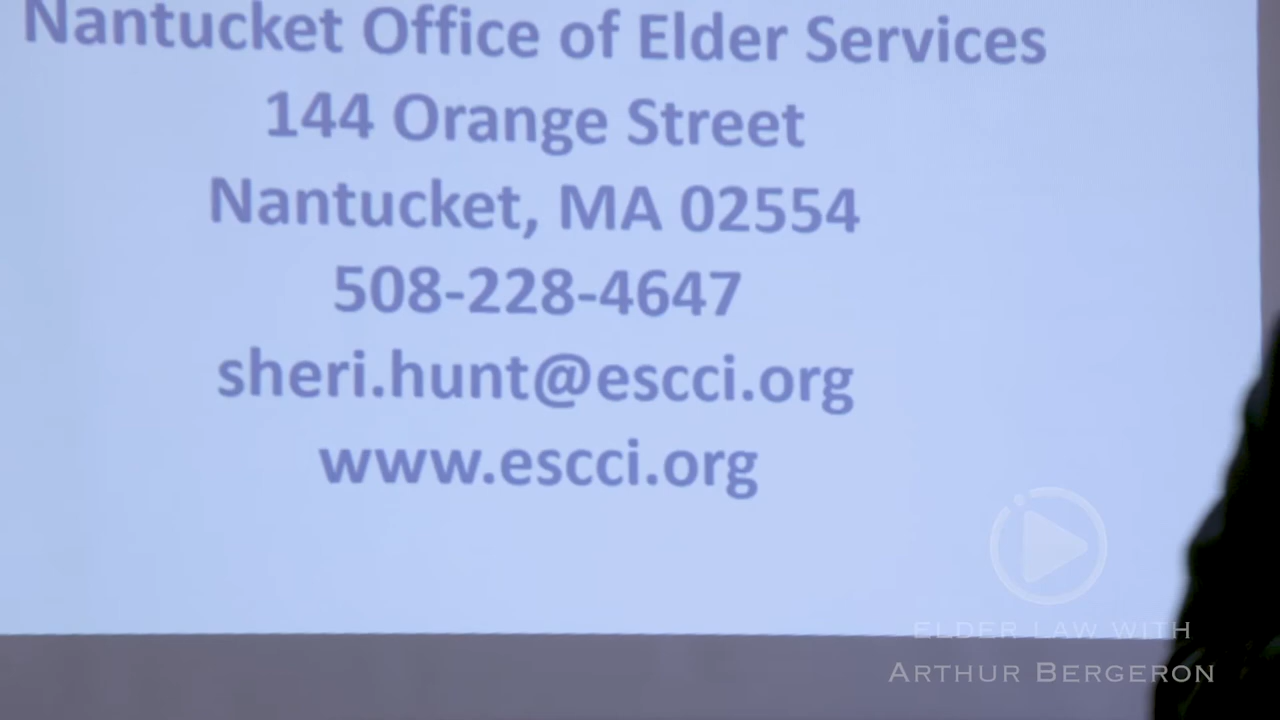 Nantucket Office of Elder Services
144 Orange Street
Nantucket, MA 02554
508-228-4647
sheri.hunt@escci.org
www.escci.org
ELDER LAW WITH
ARTHUR BERGERON